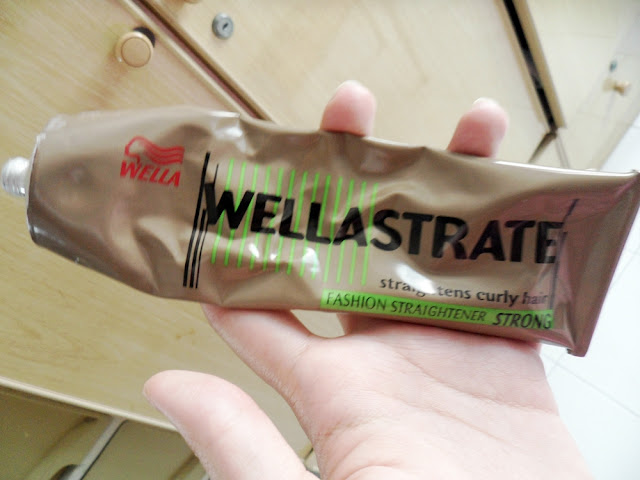 WELLA
WELLASTRATE
straightens curly hair
FASHION STRAIGHTENER STRONG